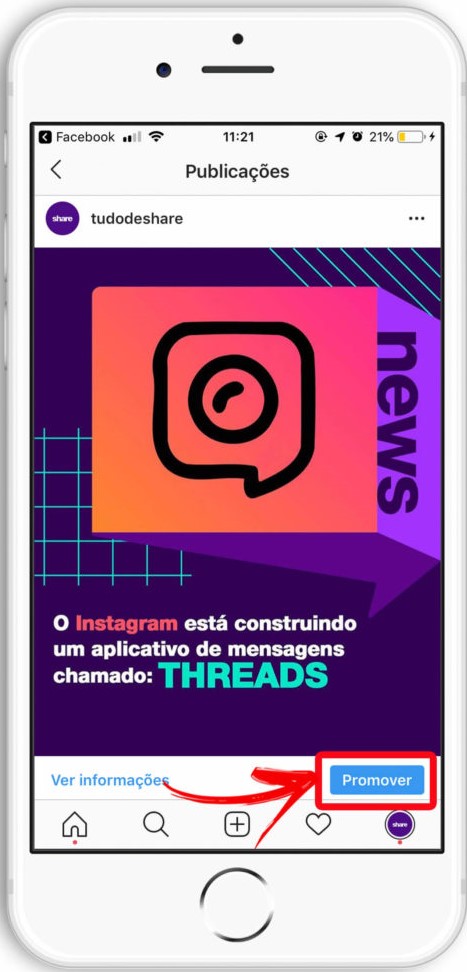 Facebook 11:21 21%
Publicações
share tudodeshare
news
O Instagram está construindo
um aplicativo de mensagens
chamado: THREADS
Ver informações Promover
share